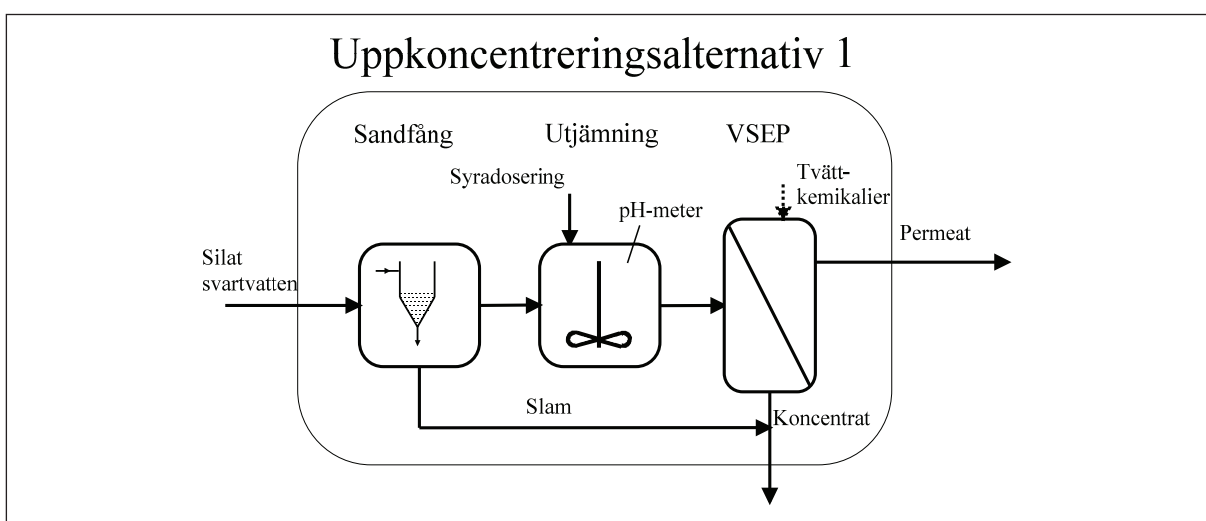 Uppkoncentreringsalternativ 1
Sandfång
Utjämning
VSEP
Syradosering
Tvätt-
kemikalier
pH-meter
Permeat
Silat
svartvatten
Slam
Koncentrat